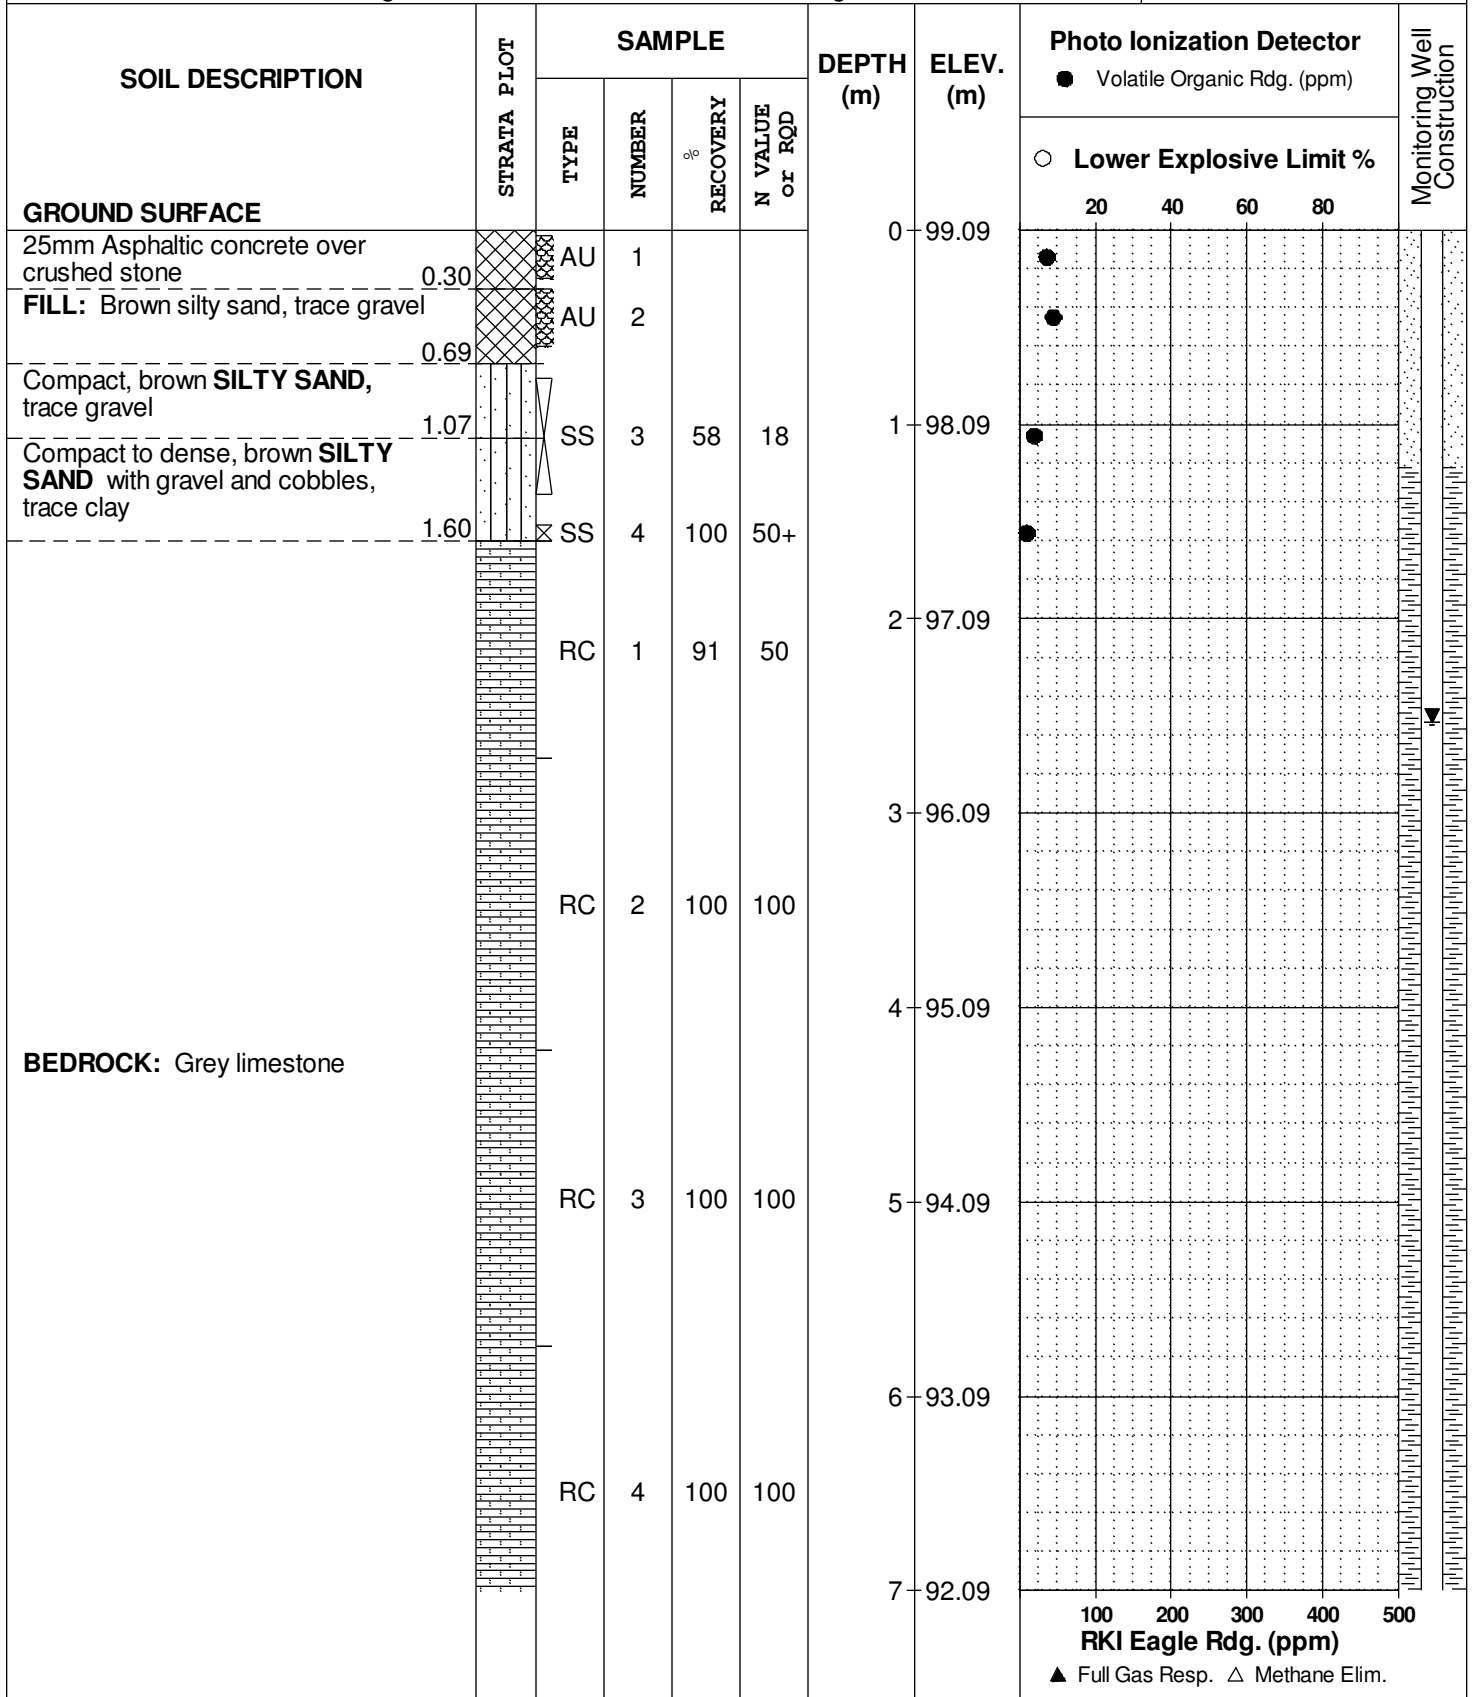 SOIL DESCRIPTION
GROUND SURFACE
STRATA PLOT
SAMPLE
TYPE
NUMBER
%
RECOVERY
N VALUE
or RQD
DEPTH
(m)
ELEV.
(m)
Photo Ionization Detector
Volatile Organic Rdg. (ppm)
Lower Explosive Limit %
20 40 60 80
Monitoring Well
Construction
25mm Asphaltic concrete over
crushed stone 0.30
AU 1
0 99.09
FILL: Brown silty sand, trace gravel
0.69
AU 2
Compact, brown SILTY SAND,
trace gravel
1.07
SS 3 58 18
1 98.09
Compact to dense, brown SILTY
SAND with gravel and cobbles,
trace clay
1.60
SS 4 100 50+
2 97.09
RC 1 91 50
3 96.09
RC 2 100 100
4 95.09
BEDROCK: Grey limestone
RC 3 100 100
5 94.09
6 93.09
RC 4 100 100
7 92.09
100 200 300 400 500
RKI Eagle Rdg. (ppm)
Full Gas Resp. Methane Elim.